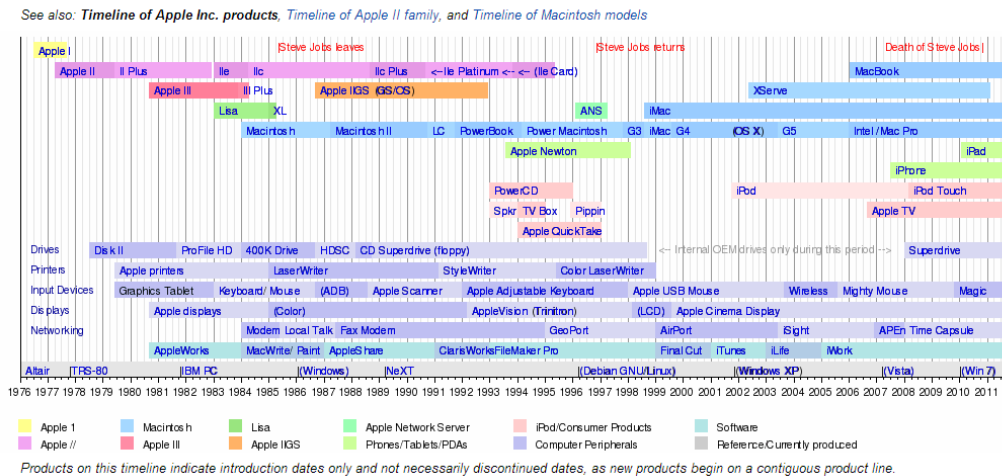 See also: Timeline of Apple Inc. products, Timeline of Apple II family, and Timeline of Macintosh models
Steve Jobs leaves Steve Jobs returns Death of Steve Jobs
Apple I
Apple II II Plus IIe IIc IIc Plus <-IIe Platinum <- <- (IIe Card) MacBook
Apple III III Plus Apple IIGS (GS/OS) XServe
Lisa XL ANS iMac
Macintosh Macintosh II LC PowerBook Power Macintosh G3 iMac G4 (OS X) G5 Intel/Mac Pro
Apple Newton iPad
iPhone
PowerCD iPod iPod Touch
Spkr TV Box Pippin Apple TV
Apple QuickTake
Drives Disk II ProFile HD 400K Drive HDSC CD Superdrive (floppy) <-- Internal OEM drives only during this period --> Superdrive
Printers Apple printers LaserWriter StyleWriter Color LaserWriter
Input Devices Graphics Tablet Keyboard/ Mouse (ADB) Apple Scanner Apple Adjustable Keyboard Apple USB Mouse Wireless Mighty Mouse Magic
Displays Apple displays (Color) AppleVision (Trinitron) (LCD) Apple Cinema Display
Networking Modem Local Talk Fax Modem GeoPort AirPort iSight APEn Time Capsule
AppleWorks MacWrite/ Paint AppleShare ClarisWorks FileMaker Pro Final Cut iTunes iLife iWork
Altair TRS-80 IBM PC (Windows) NeXT (Debian GNU/Linux) (Windows XP) (Vista) (Win 7)
1976 1977 1978 1979 1980 1981 1982 1983 1984 1985 1986 1987 1988 1989 1990 1991 1992 1993 1994 1995 1996 1997 1998 1999 2000 2001 2002 2003 2004 2005 2006 2007 2008 2009 2010 2011
Apple 1 Macintosh Lisa Apple Network Server iPod/Consumer Products Software
Apple // Apple III Apple IIGS Phones/Tablets/PDAs Computer Peripherals Reference/Currently produced
Products on this timeline indicate introduction dates only and not necessarily discontinued dates, as new products begin on a contiguous product line.